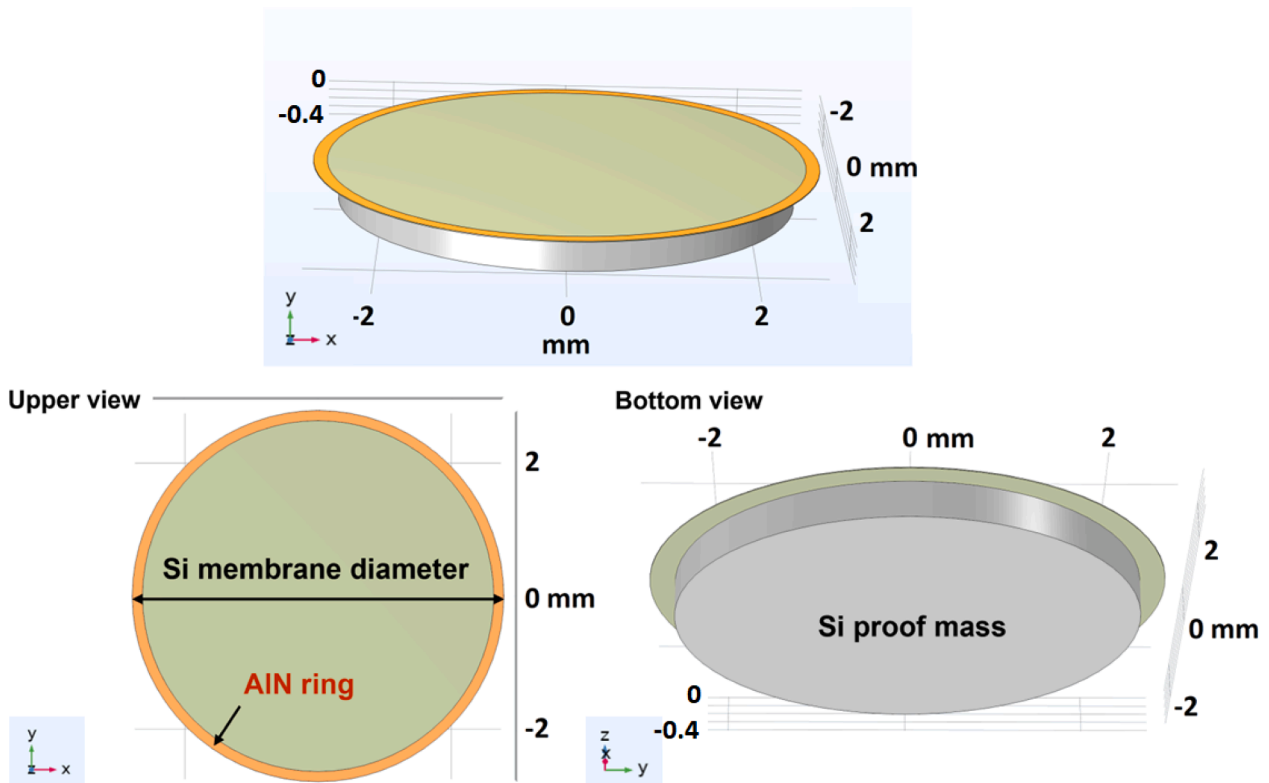 0
-0.4
-2
0 mm
2
-2
0
2
mm
y
z
x
Upper view
2
Si membrane diameter
0 mm
AlN ring
-2
y
z
x
Bottom view
-2
0 mm
2
2
Si proof mass
0 mm
0
-0.4
-2
z
x
y